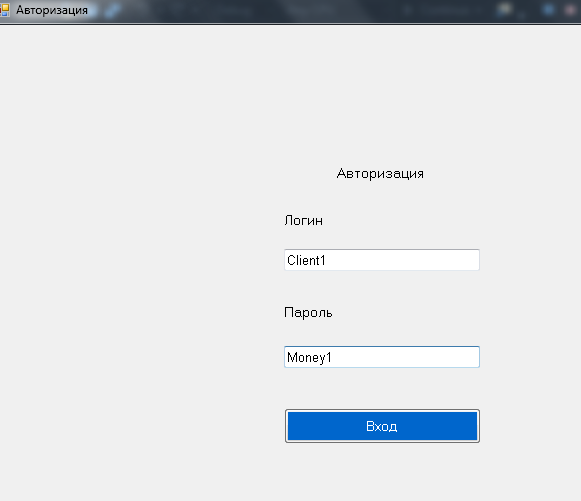 Авторизация
Авторизация
Логин
Client1
Пароль
Money1
Вход